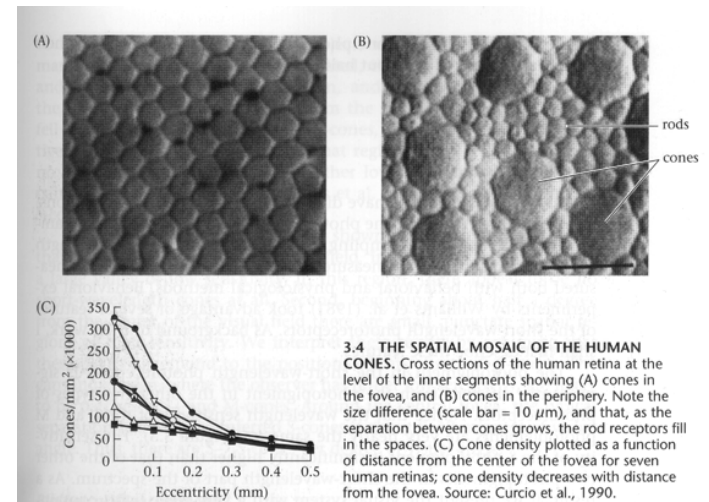 (A)
(B)
rods
cones
(C)
Cones/mm² (×1000)
350
300
250
200
150
100
50
0
0.1 0.2 0.3 0.4 0.5
Eccentricity (mm)
3.4 THE SPATIAL MOSAIC OF THE HUMAN
CONES. Cross sections of the human retina at the
level of the inner segments showing (A) cones in
the fovea, and (B) cones in the periphery. Note the
size difference (scale bar = 10 μm), and that, as the
separation between cones grows, the rod receptors fill
in the spaces. (C) Cone density plotted as a function
of distance from the center of the fovea for seven
human retinas; cone density decreases with distance
from the fovea. Source: Curcio et al., 1990.